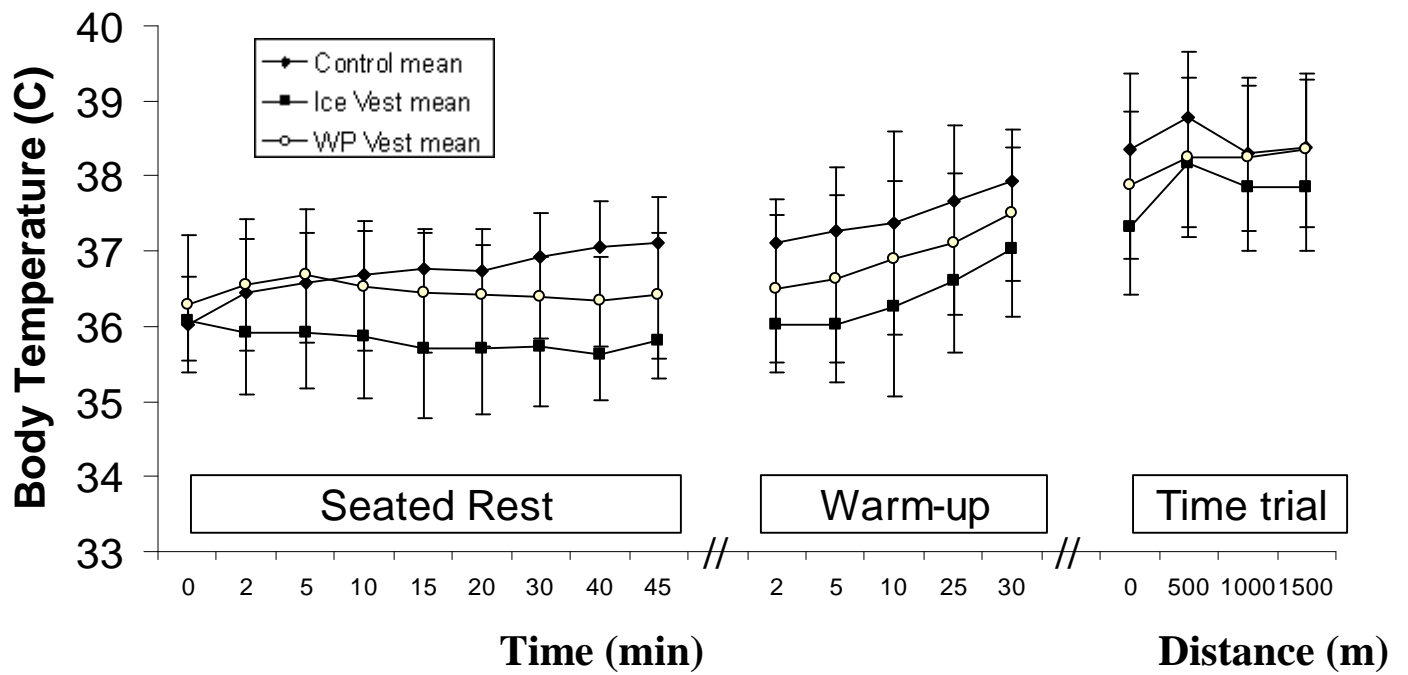 Body Temperature (C)
40
39
38
37
36
35
34
33
Control mean
Ice Vest mean
WP Vest mean
Seated Rest
Warm-up
Time trial
0 2 5 10 15 20 30 40 45 // 2 5 10 25 30 // 0 500 1000 1500
Time (min)
Distance (m)